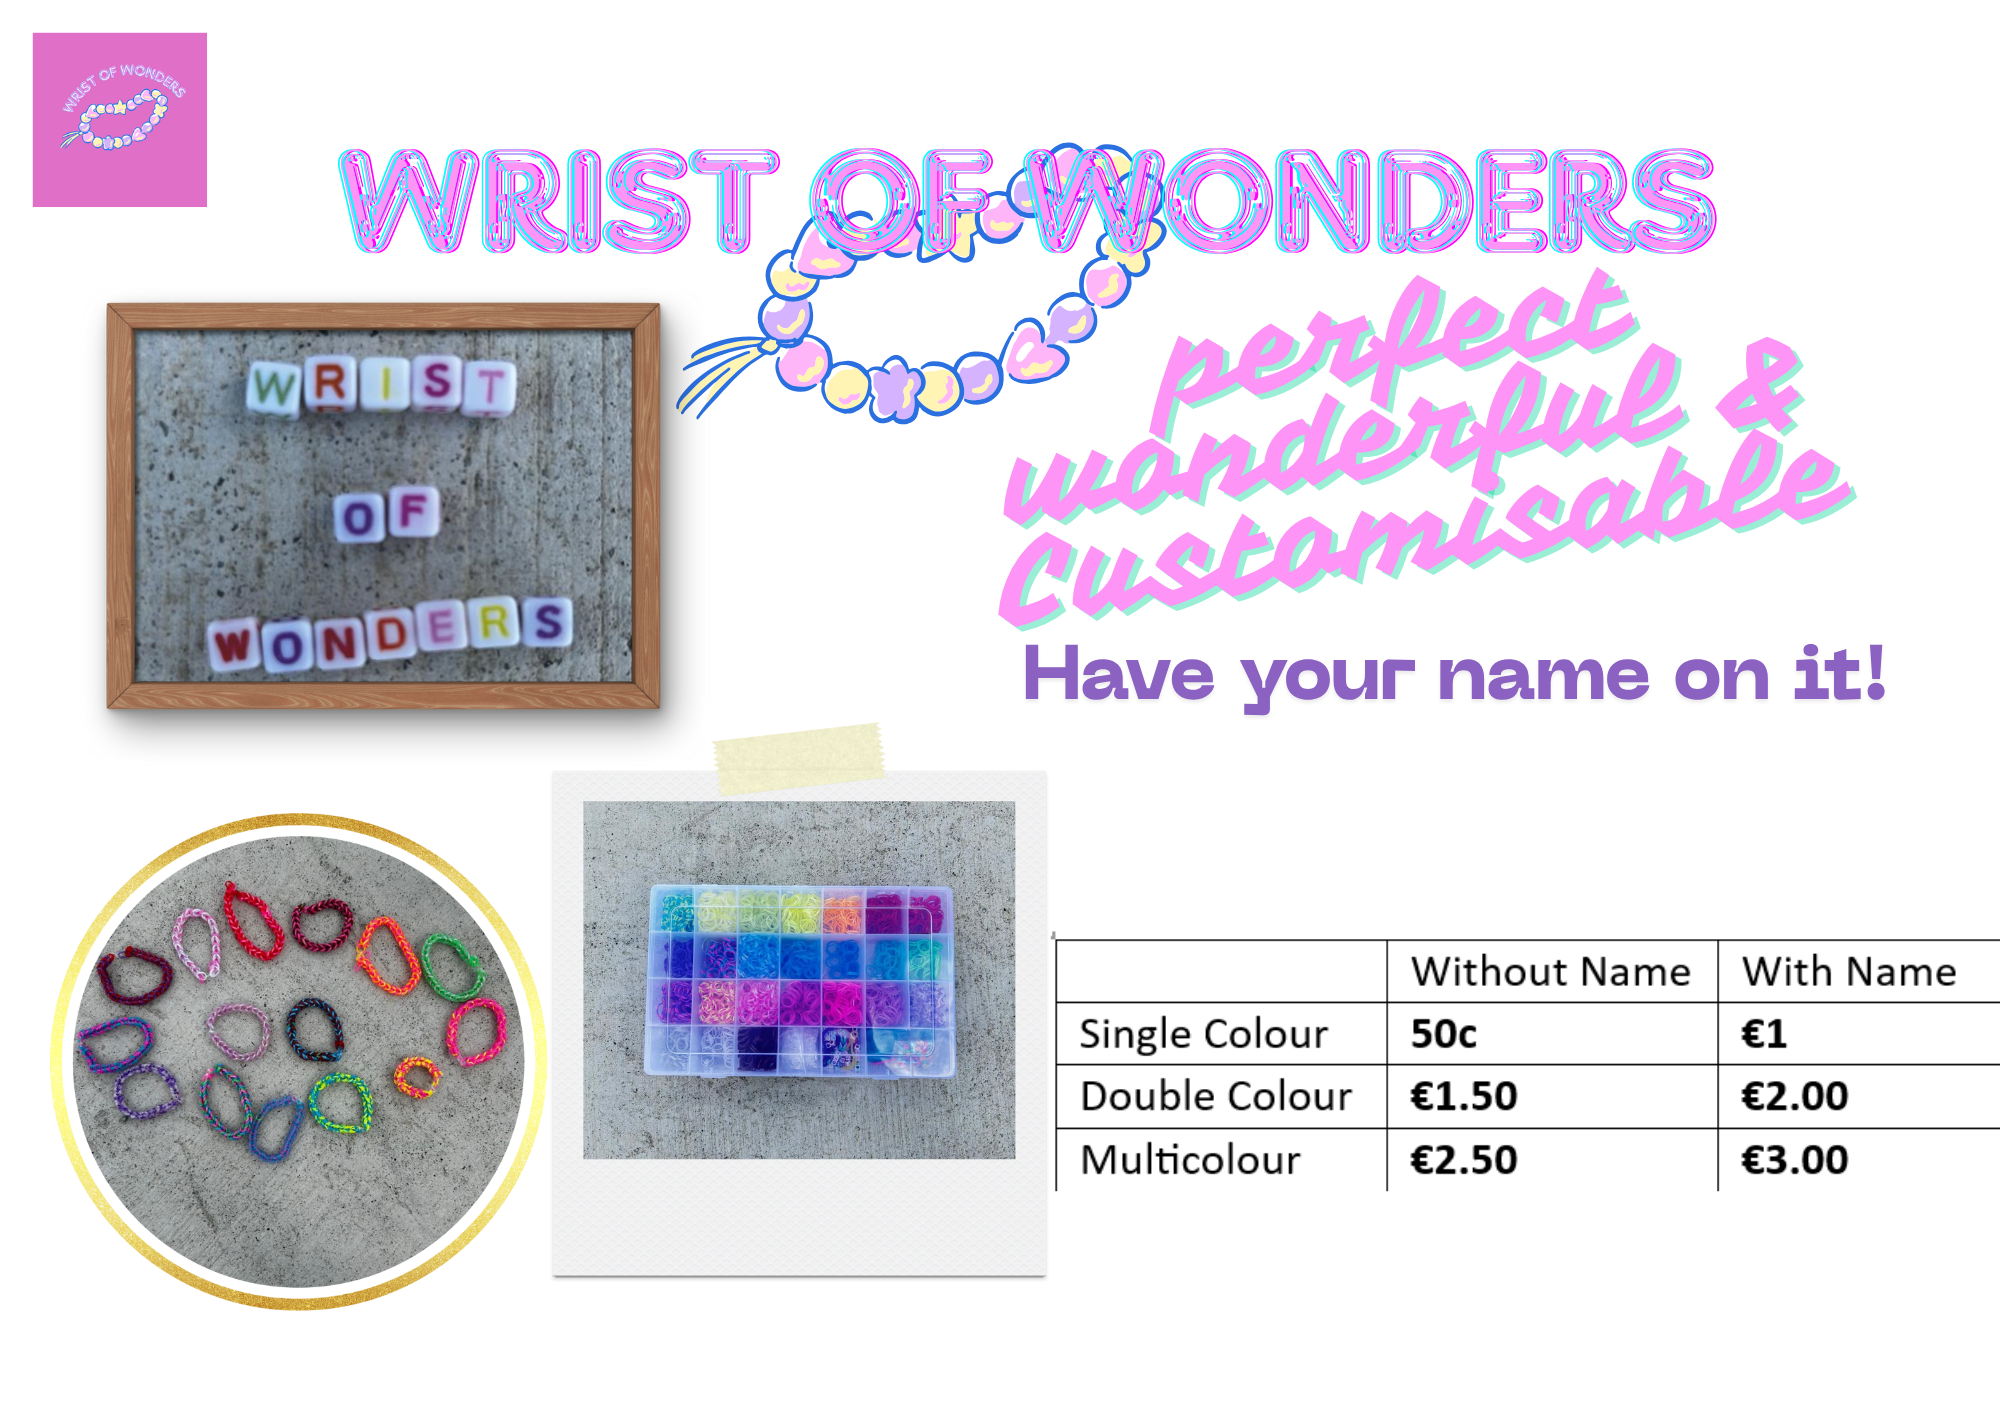 WRIST OF WONDERS
WRIST OF WONDERS
perfect
wonderful &
Customisable
Have your name on it!
WRIST
OF
WONDERS
Without Name With Name
Single Colour 50c €1
Double Colour €1.50 €2.00
Multicolour €2.50 €3.00